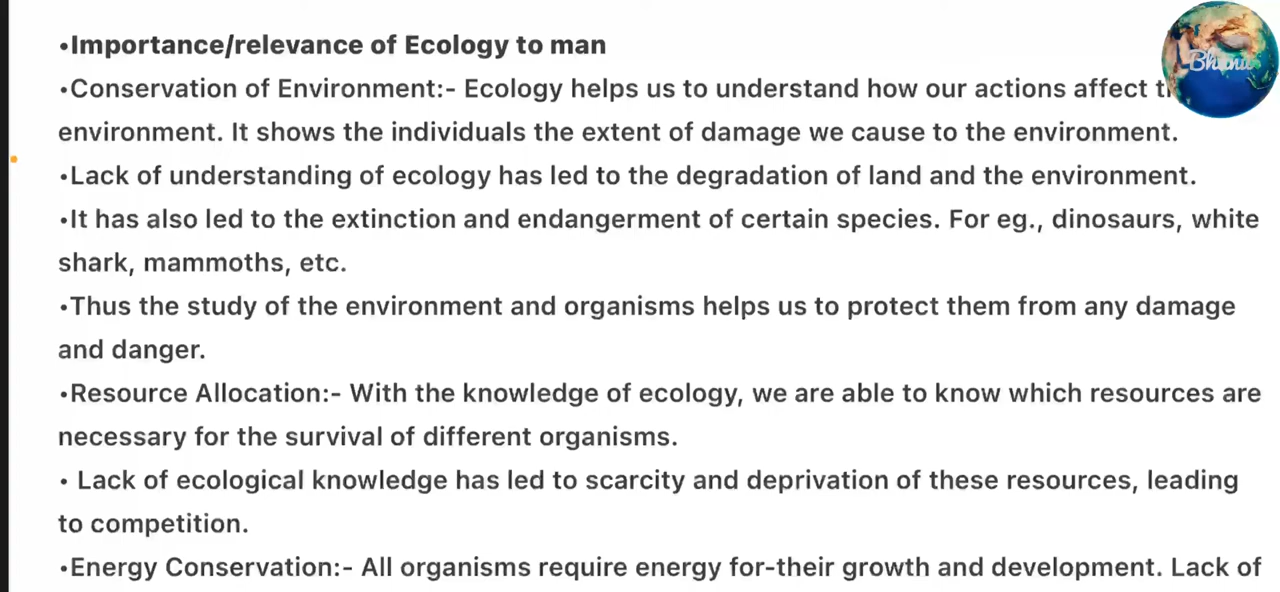 •Importance/relevance of Ecology to man
•Conservation of Environment:- Ecology helps us to understand how our actions affect
environment. It shows the individuals the extent of damage we cause to the environment.
•Lack of understanding of ecology has led to the degradation of land and the environment.
•It has also led to the extinction and endangerment of certain species. For eg., dinosaurs, white
shark, mammoths, etc.
•Thus the study of the environment and organisms helps us to protect them from any damage
and danger.
•Resource Allocation:- With the knowledge of ecology, we are able to know which resources are
necessary for the survival of different organisms.
• Lack of ecological knowledge has led to scarcity and deprivation of these resources, leading
to competition.
•Energy Conservation:- All organisms require energy for-their growth and development. Lack of